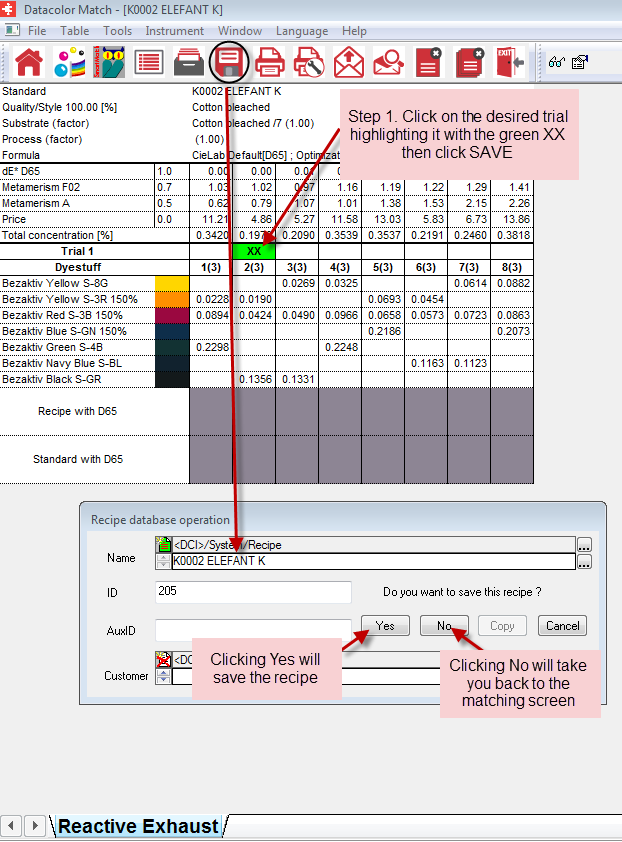 Datacolor Match - [K0002 ELEFANT K]
File Table Tools Instrument Window Language Help
EXIT
Standard K0002 ELEFANT K
Quality/Style 100.00 [%] Cotton bleached
Substrate (factor) Cotton bleached /7 (1.00)
Process (factor) (1.00)
Formula CieLab Default[D65] ; Optimizat
Step 1. Click on the desired trial
highlighting it with the green XX
then click SAVE
dE* D65 1.0 0.00 0.00 0.01
Metamerism F02 0.7 1.03 1.02 0.97 1.16 1.19 1.22 1.29 1.41
Metamerism A 0.5 0.62 0.79 1.07 1.01 1.38 1.53 2.15 2.26
Price 0.0 11.21 4.86 5.27 11.58 13.03 5.83 6.73 13.86
Total concentration [%] 0.3420 0.197 0.2090 0.3539 0.3537 0.2191 0.2460 0.3818
Trial 1 XX
Dyestuff 1(3) 2(3) 3(3) 4(3) 5(3) 6(3) 7(3) 8(3)
Bezaktiv Yellow S-8G 0.0269 0.0325 0.0614 0.0882
Bezaktiv Yellow S-3R 150% 0.0228 0.0190 0.0693 0.0454
Bezaktiv Red S-3B 150% 0.0894 0.0424 0.0490 0.0966 0.0658 0.0573 0.0723 0.0863
Bezaktiv Blue S-GN 150% 0.2186 0.2073
Bezaktiv Green S-4B 0.2298 0.2248
Bezaktiv Navy Blue S-BL 0.1163 0.1123
Bezaktiv Black S-GR 0.1356 0.1331
Recipe with D65
Standard with D65
Recipe database operation
<DCI>/System/Recipe
Name K0002 ELEFANT K
ID 205 Do you want to save this recipe ?
AuxID Yes No Copy Cancel
<DC
Customer
Clicking Yes will
save the recipe
Clicking No will take
you back to the
matching screen
Reactive Exhaust